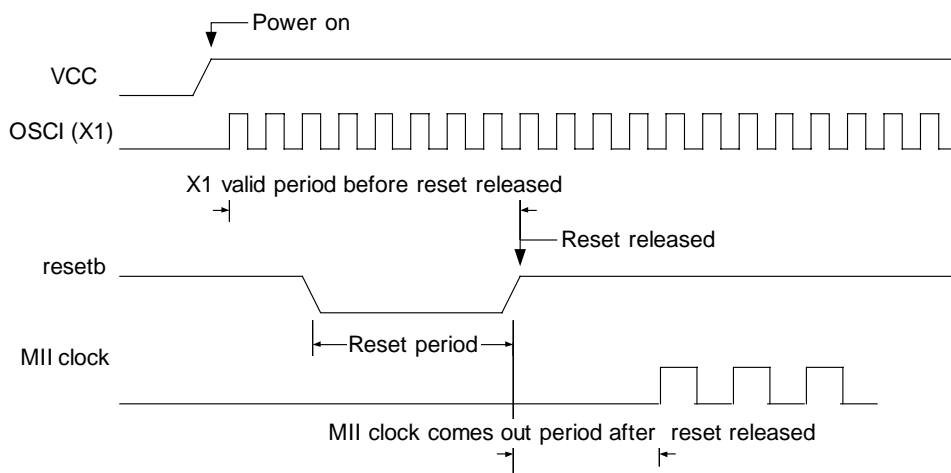 Power on
VCC
OSCI (X1)
X1 valid period before reset released
Reset released
resetb
Reset period
MII clock
MII clock comes out period after reset released